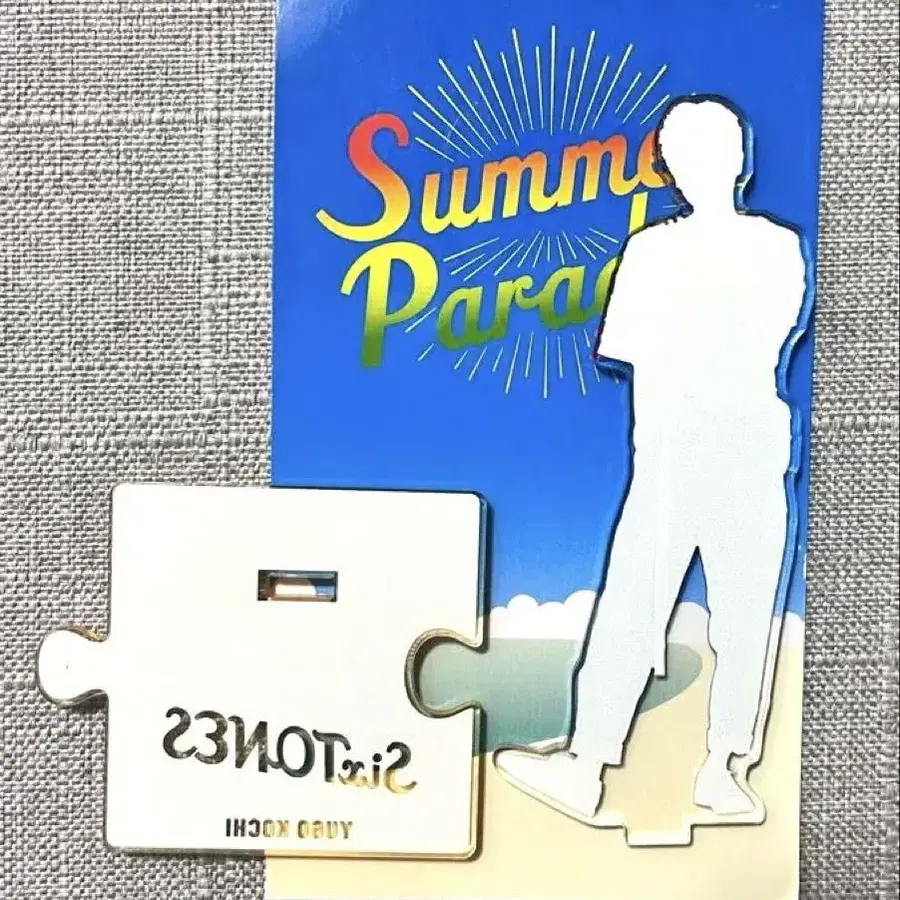 Summe
Parad
SixTONES
YUGO KOCHI